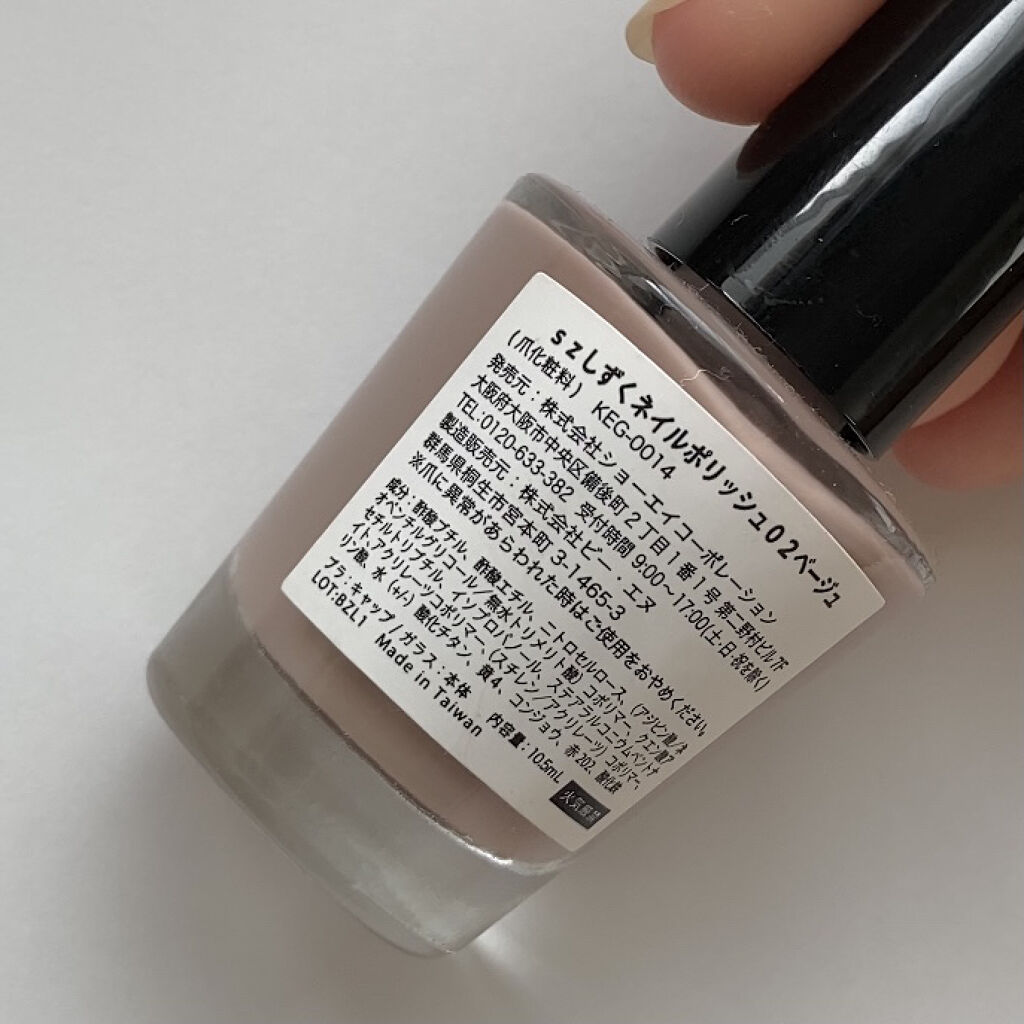 szしずくネイルポリッシュ02ベージュ
(爪化粧料) KEG-0014
発売元：株式会社ショーエイコーポレーション
大阪府大阪市中央区備後町2丁目1番1号 第二野村ビル7F
TEL:0120-633-382 受付時間 9:00~17:00(土・日・祝を除く)
製造販売元：株式会社ビー・エヌ
群馬県桐生市宮本町 3-1465-3
※爪に異常があらわれた時はご使用をおやめください。
成分：酢酸ブチル、酢酸エチル、ニトロセルロース、(アジピン酸/ネ
オペンチルグリコール/無水トリメリト酸)コポリマー、クエン酸ア
セチルトリブチル、イソプロパノール、ステアラルコニウムベントナ
イト、アクリレーツコポリマー、(スチレン/アクリレーツ)コポリマー、
リン酸、水 (+/-) 酸化チタン、黄4、コンジョウ、赤202、酸化鉄
プラ：キャップ/ガラス：本体 内容量：10.5mL
LOT:BZL1 Made in Taiwan
火気厳禁